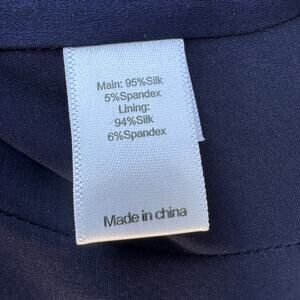 Main: 95%Silk
5%Spandex
Lining:
94%Silk
6%Spandex
Made in china